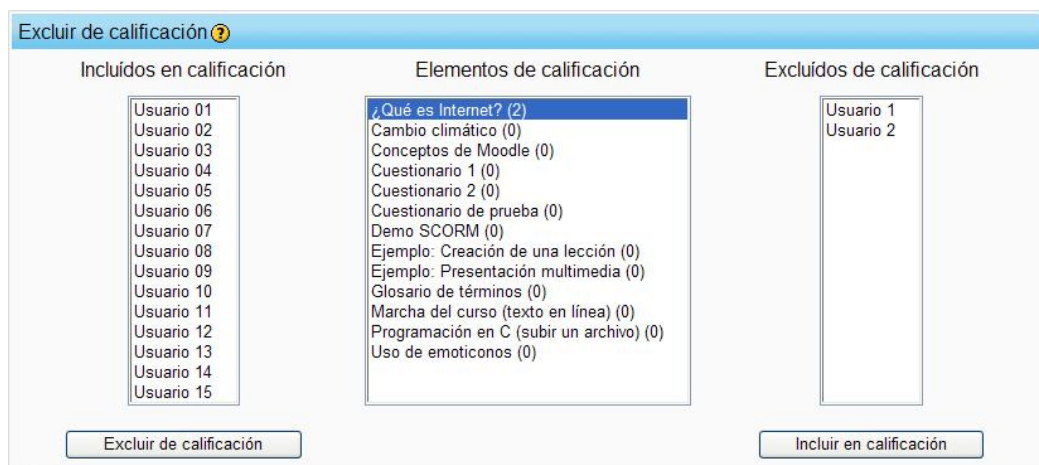 Excluir de calificación
Incluídos en calificación
Elementos de calificación
Excluídos de calificación
Usuario 01
Usuario 02
Usuario 03
Usuario 04
Usuario 05
Usuario 06
Usuario 07
Usuario 08
Usuario 09
Usuario 10
Usuario 11
Usuario 12
Usuario 13
Usuario 14
Usuario 15
¿Qué es Internet? (2)
Cambio climático (0)
Conceptos de Moodle (0)
Cuestionario 1 (0)
Cuestionario 2 (0)
Cuestionario de prueba (0)
Demo SCORM (0)
Ejemplo: Creación de una lección (0)
Ejemplo: Presentación multimedia (0)
Glosario de términos (0)
Marcha del curso (texto en línea) (0)
Programación en C (subir un archivo) (0)
Uso de emoticonos (0)
Usuario 1
Usuario 2
Excluir de calificación
Incluir en calificación